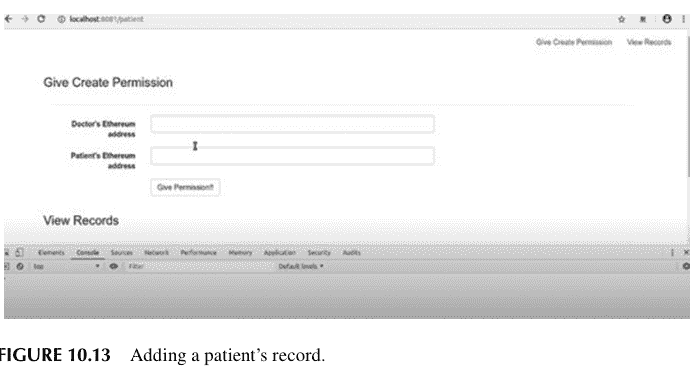 localhost:8081/patient
Give Create Permission View Records
Give Create Permission
Doctor's Ethereum
address
Patient's Ethereum
address
Give Permission!!
View Records
Elements Console Sources Network Performance Memory Application Security Audits
top Filter Default levels
FIGURE 10.13 Adding a patient's record.